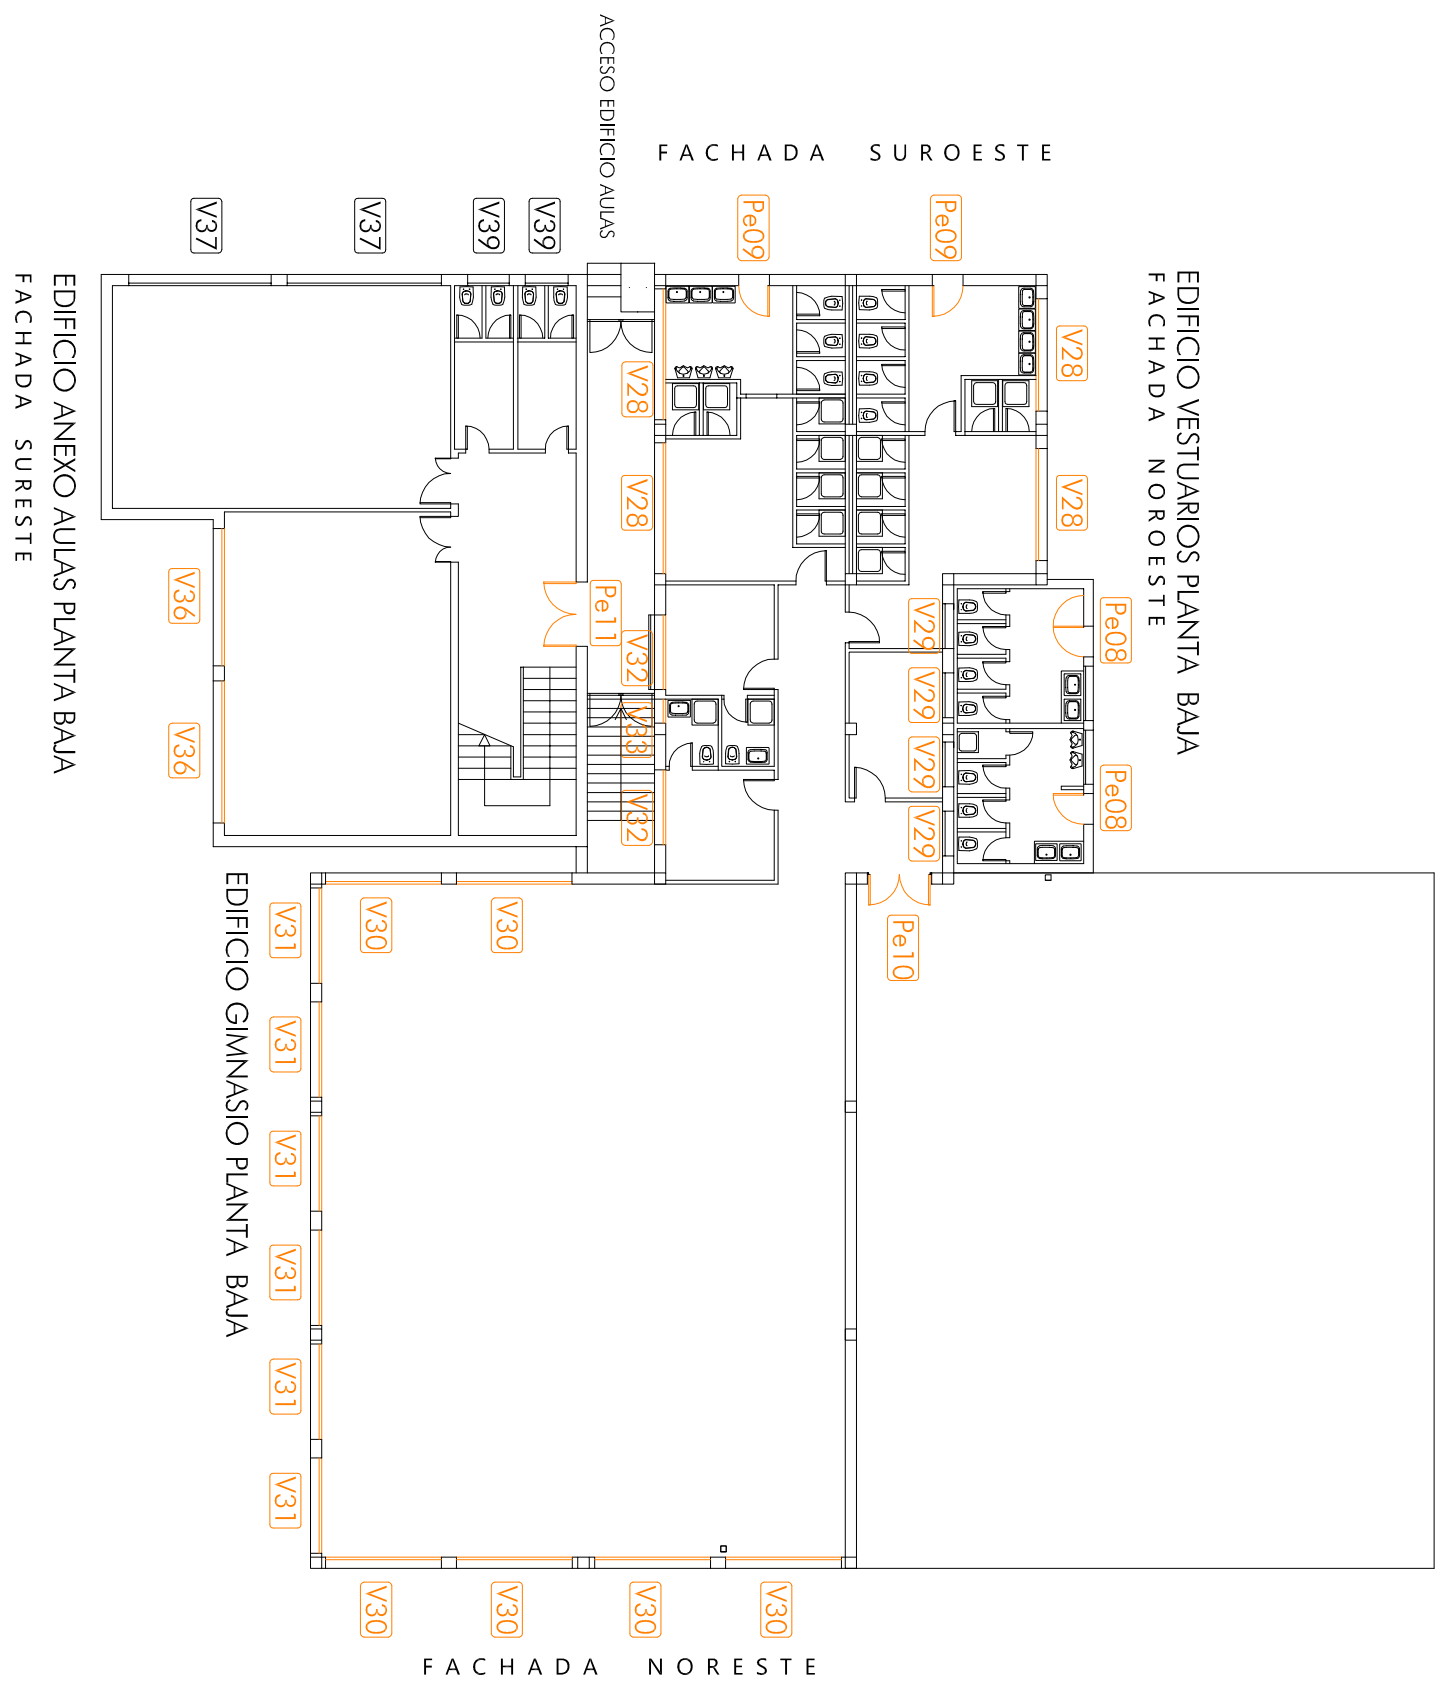 ACCESO EDIFICIO AULAS
FACHADA SUROESTE
V37
V37
V39
V39
Pe09
Pe09
EDIFICIO ANEXO AULAS PLANTA BAJA
FACHADA SURESTE
EDIFICIO VESTUARIOS PLANTA BAJA
FACHADA NOROESTE
V28
V28
V28
V28
V36
V36
Pe11
V32
V33
V32
V29
V29
V29
V29
Pe08
Pe08
EDIFICIO GIMNASIO PLANTA BAJA
V30
V30
Pe10
V31
V31
V31
V31
V31
V31
V30
V30
V30
V30
FACHADA NORESTE